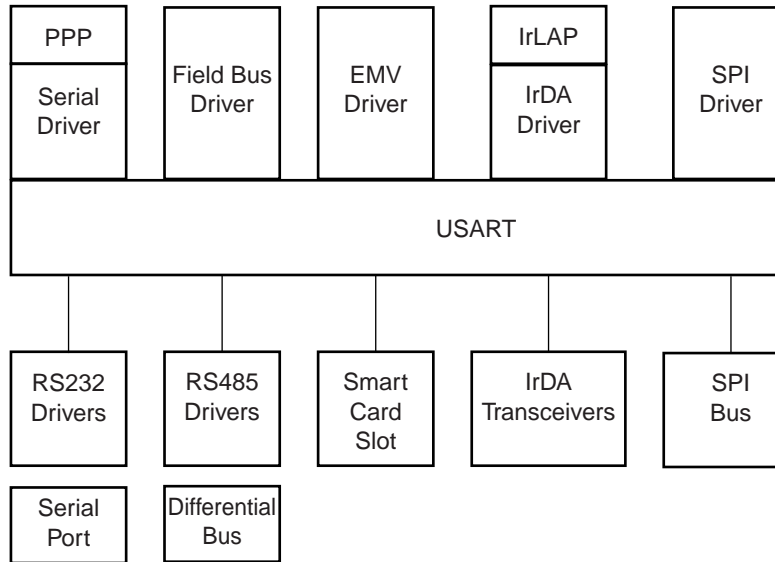 PPP
Serial
Driver
Field Bus
Driver
EMV
Driver
IrLAP
IrDA
Driver
SPI
Driver
USART
RS232
Drivers
RS485
Drivers
Smart
Card
Slot
IrDA
Transceivers
SPI
Bus
Serial
Port
Differential
Bus